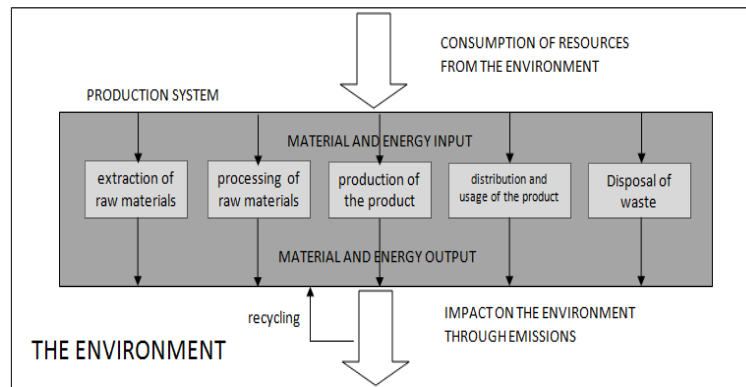 CONSUMPTION OF RESOURCES
FROM THE ENVIRONMENT
PRODUCTION SYSTEM
MATERIAL AND ENERGY INPUT
extraction of
raw materials
processing of
raw materials
production of
the product
distribution and
usage of the product
Disposal of
waste
MATERIAL AND ENERGY OUTPUT
recycling
IMPACT ON THE ENVIRONMENT
THROUGH EMISSIONS
THE ENVIRONMENT